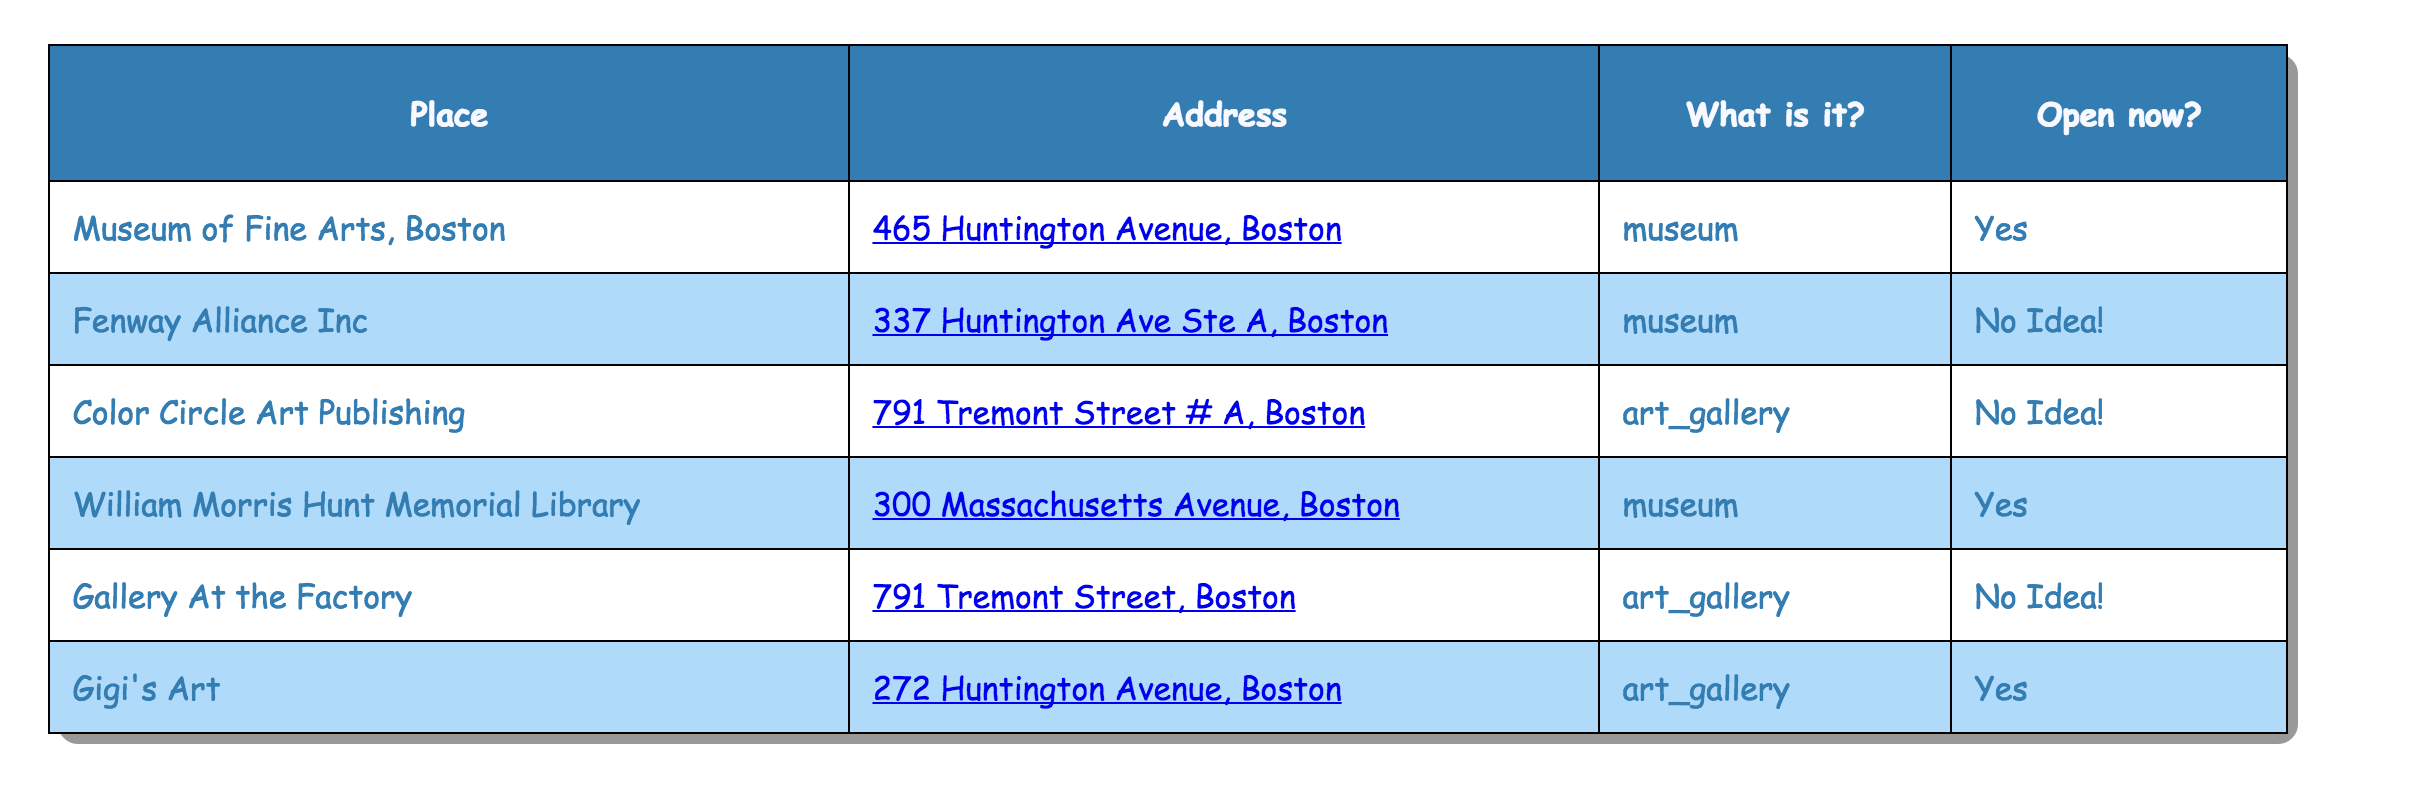 Place Address What is it? Open now?
Museum of Fine Arts, Boston 465 Huntington Avenue, Boston museum Yes
Fenway Alliance Inc 337 Huntington Ave Ste A, Boston museum No Idea!
Color Circle Art Publishing 791 Tremont Street # A, Boston art_gallery No Idea!
William Morris Hunt Memorial Library 300 Massachusetts Avenue, Boston museum Yes
Gallery At the Factory 791 Tremont Street, Boston art_gallery No Idea!
Gigi's Art 272 Huntington Avenue, Boston art_gallery Yes